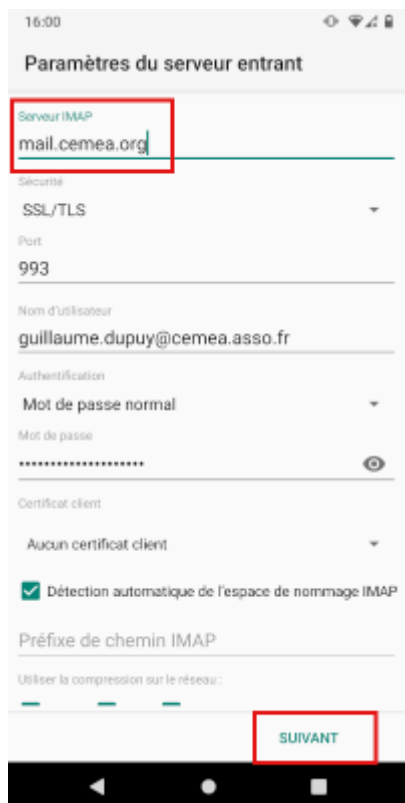 16:00
Paramètres du serveur entrant
Serveur IMAP
mail.cemea.org
Sécurité
SSL/TLS
Port
993
Nom d'utilisateur
guillaume.dupuy@cemea.asso.fr
Authentification
Mot de passe normal
Mot de passe
Certificat client
Aucun certificat client
Détection automatique de l'espace de nommage IMAP
Préfixe de chemin IMAP
Utiliser la compression sur le réseau :
SUIVANT